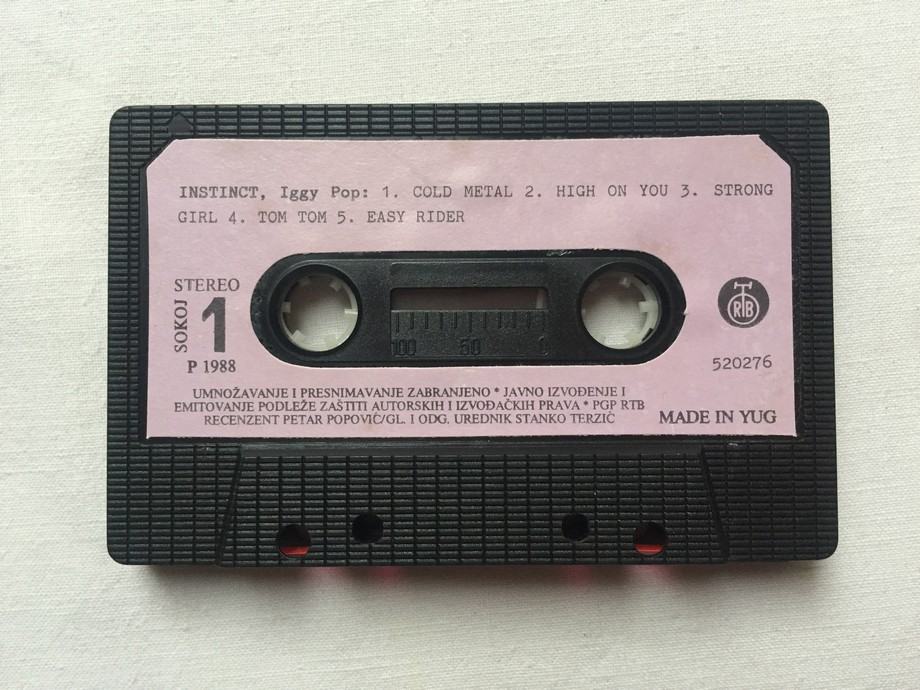 INSTINCT, Iggy Pop: 1. COLD METAL 2. HIGH ON YOU 3. STRONG
GIRL 4. TOM TOM 5. EASY RIDER
STEREO
SOKOJ
1
P 1988
100 50 0
RTB
520276
UMNOŽAVANJE I PRESNIMAVANJE ZABRANJENO * JAVNO IZVOĐENJE I
EMITOVANJE PODLEŽE ZAŠTITI AUTORSKIH I IZVOĐAČKIH PRAVA * PGP RTB
RECENZENT PETAR POPOVIĆ/GL. I ODG. UREDNIK STANKO TERZIĆ
MADE IN YUG